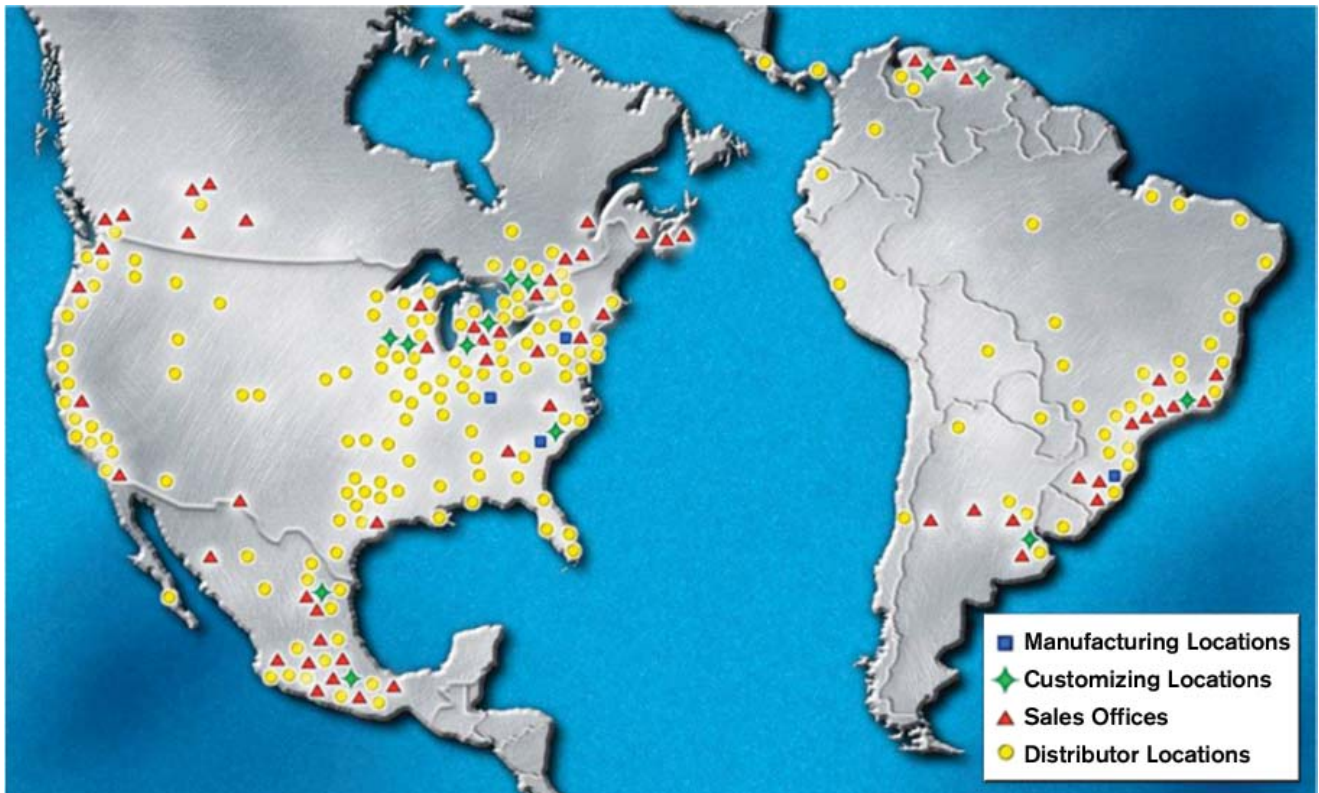 Manufacturing Locations
Customizing Locations
Sales Offices
Distributor Locations